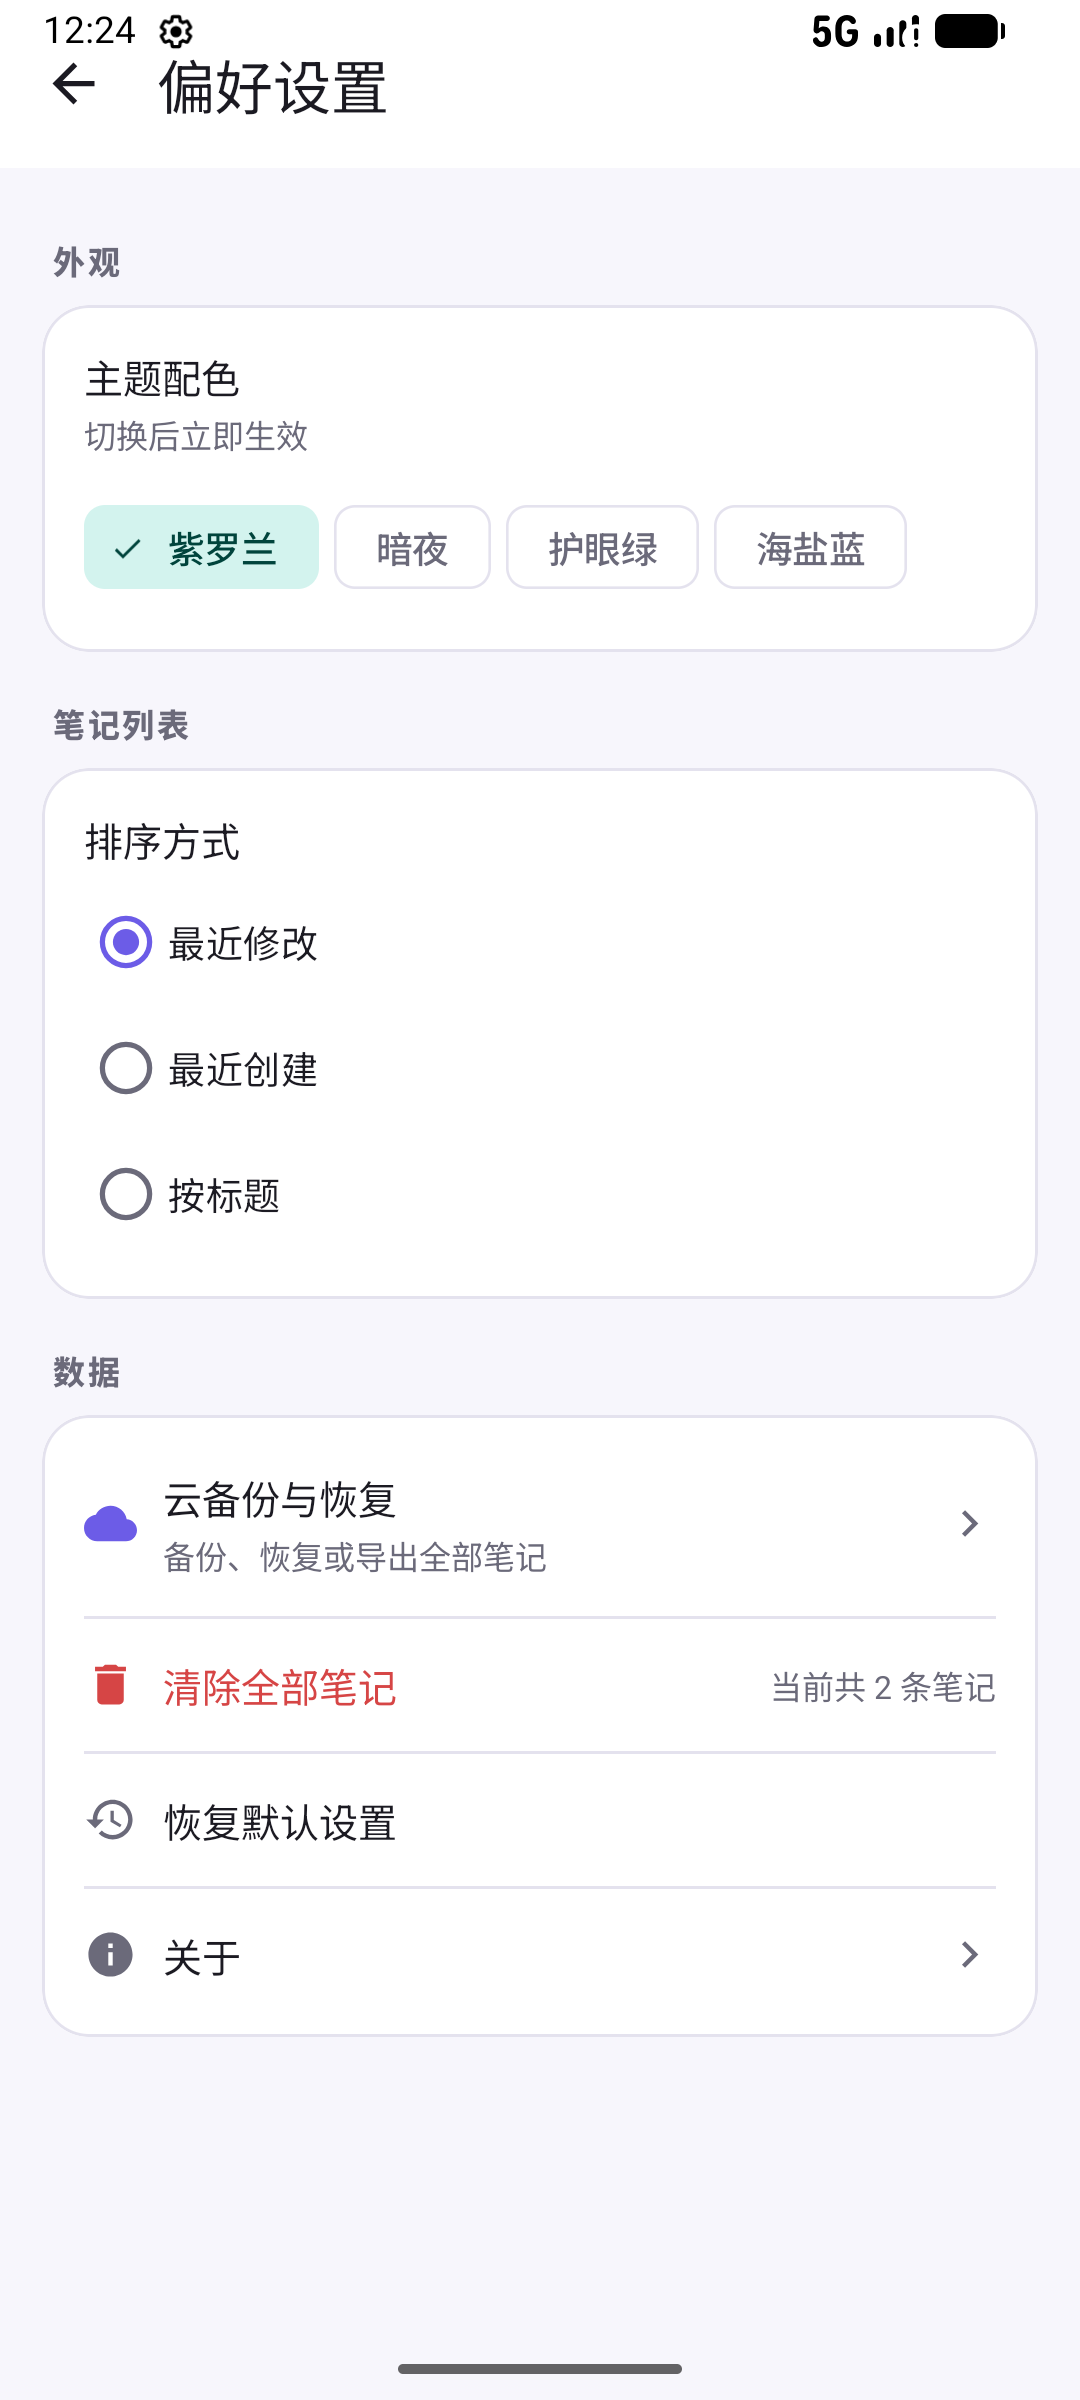 12:24
5G
偏好设置
外观
主题配色
切换后立即生效
紫罗兰
暗夜
护眼绿
海盐蓝
笔记列表
排序方式
最近修改
最近创建
按标题
数据
云备份与恢复
备份、恢复或导出全部笔记
清除全部笔记
当前共 2 条笔记
恢复默认设置
关于